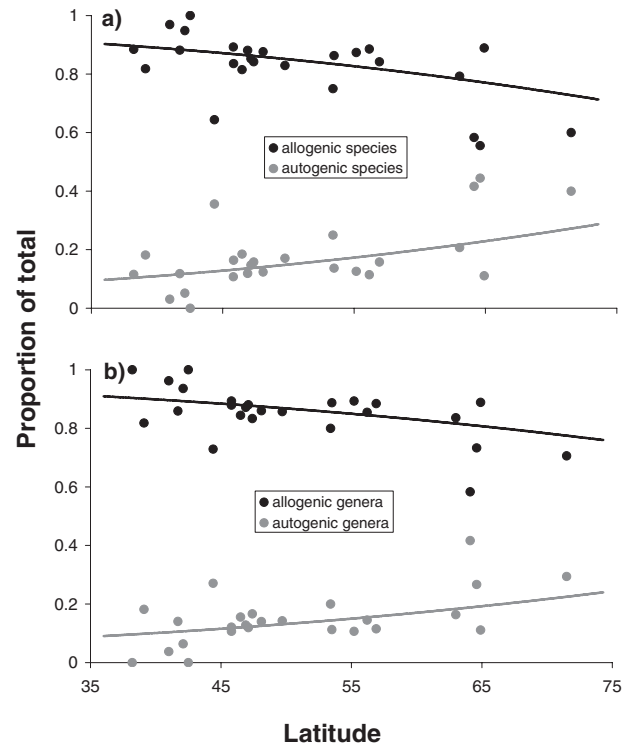 a)
1
0.8
0.6
0.4
0.2
0
allogenic species
autogenic species
Proportion of total
b)
1
0.8
0.6
0.4
0.2
0
allogenic genera
autogenic genera
35 45 55 65 75
Latitude